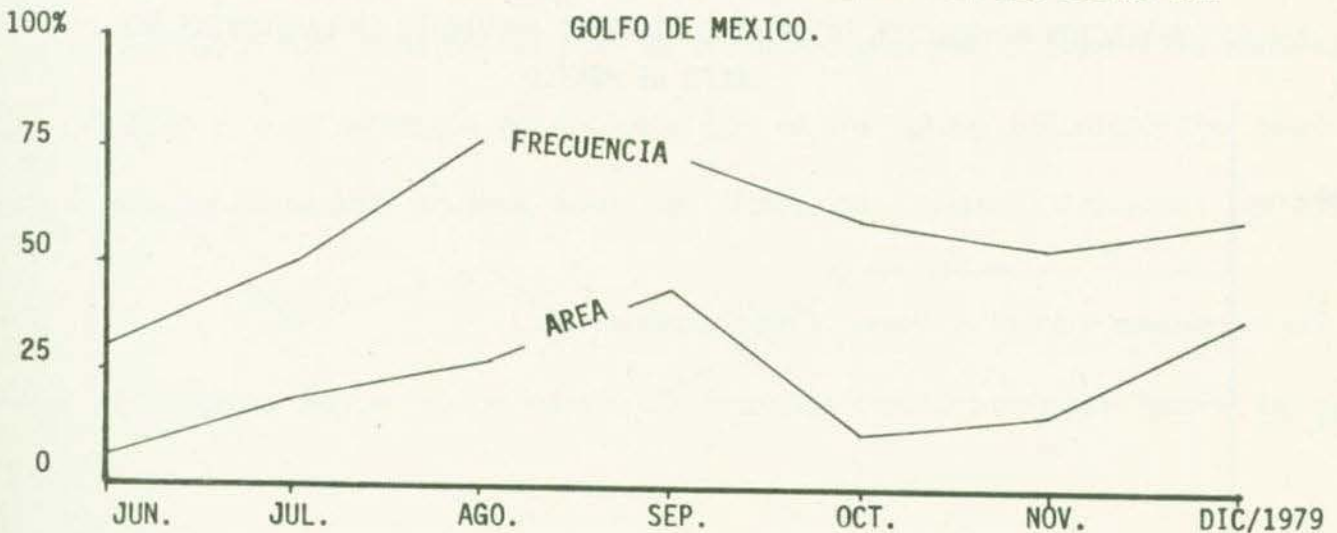 GOLFO DE MEXICO.
100%
75
FRECUENCIA
50
AREA
25
0
JUN. JUL. AGO. SEP. OCT. NOV. DIC/1979